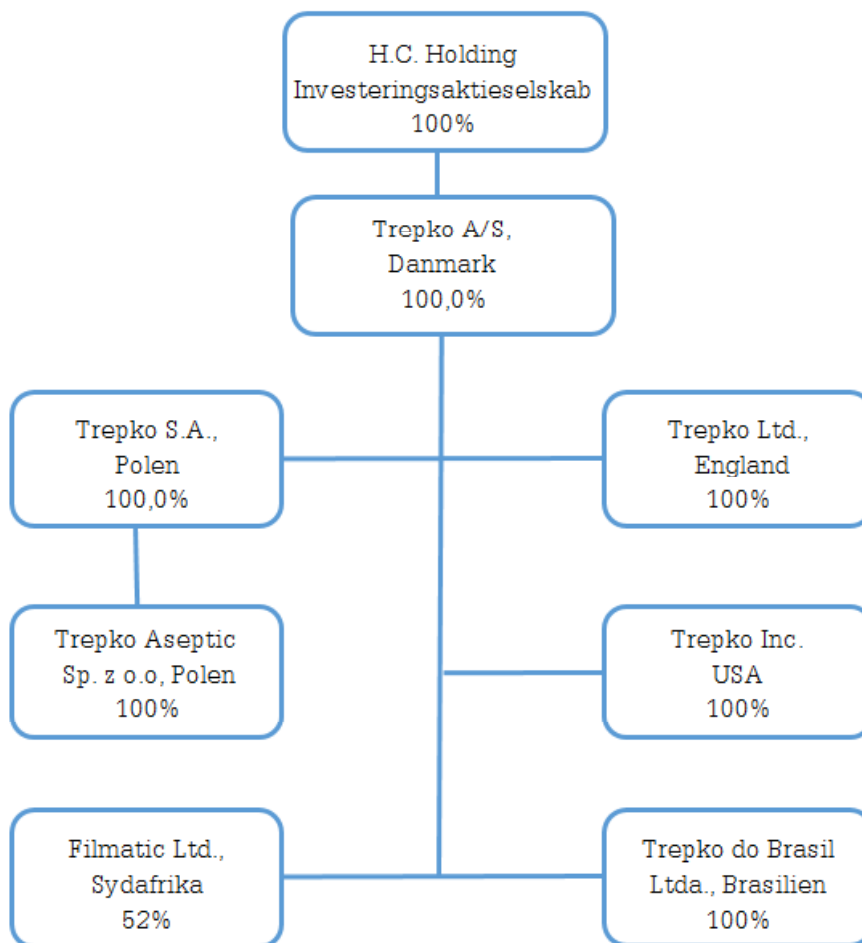 H.C. Holding
Investeringsaktieselskab
100%
Trepko A/S,
Danmark
100,0%
Trepko S.A.,
Polen
100,0%
Trepko Ltd.,
England
100%
Trepko Aseptic
Sp. z o.o, Polen
100%
Trepko Inc.
USA
100%
Filmatic Ltd.,
Sydafrika
52%
Trepko do Brasil
Ltda., Brasilien
100%